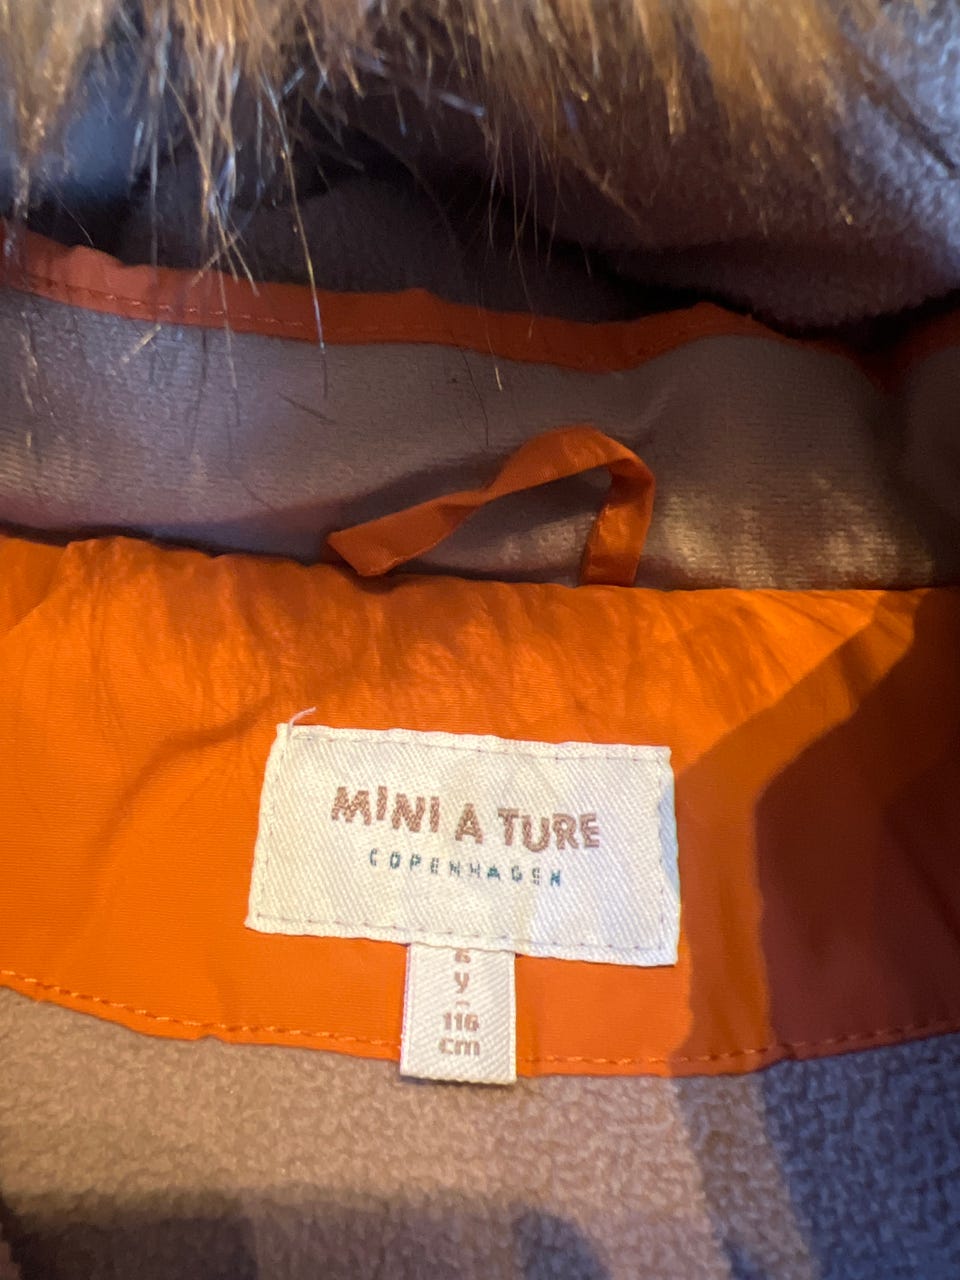 MINI A TURE
COPENHAGEN
6
y
–
116
cm